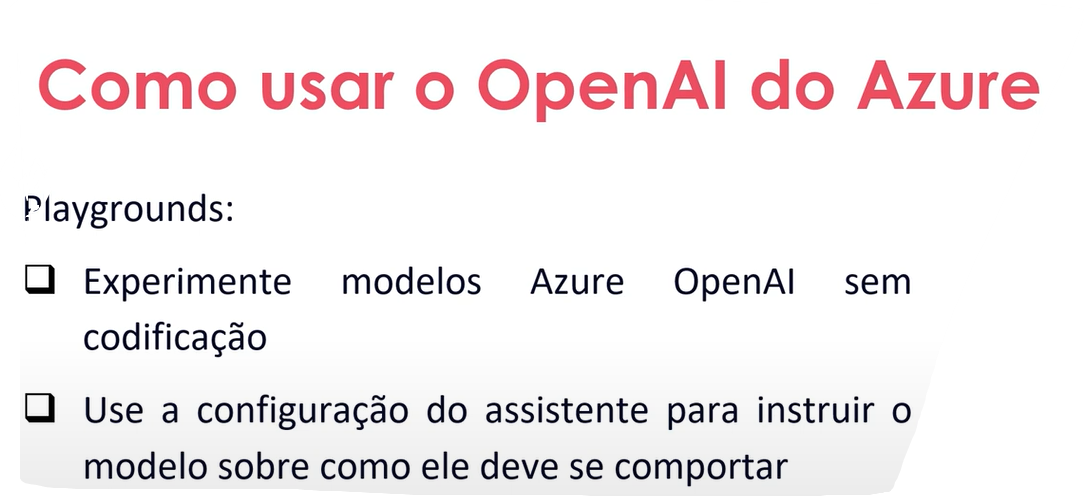 Como usar o OpenAI do Azure
Playgrounds:
❑ Experimente modelos Azure OpenAI sem
codificação
❑ Use a configuração do assistente para instruir o
modelo sobre como ele deve se comportar